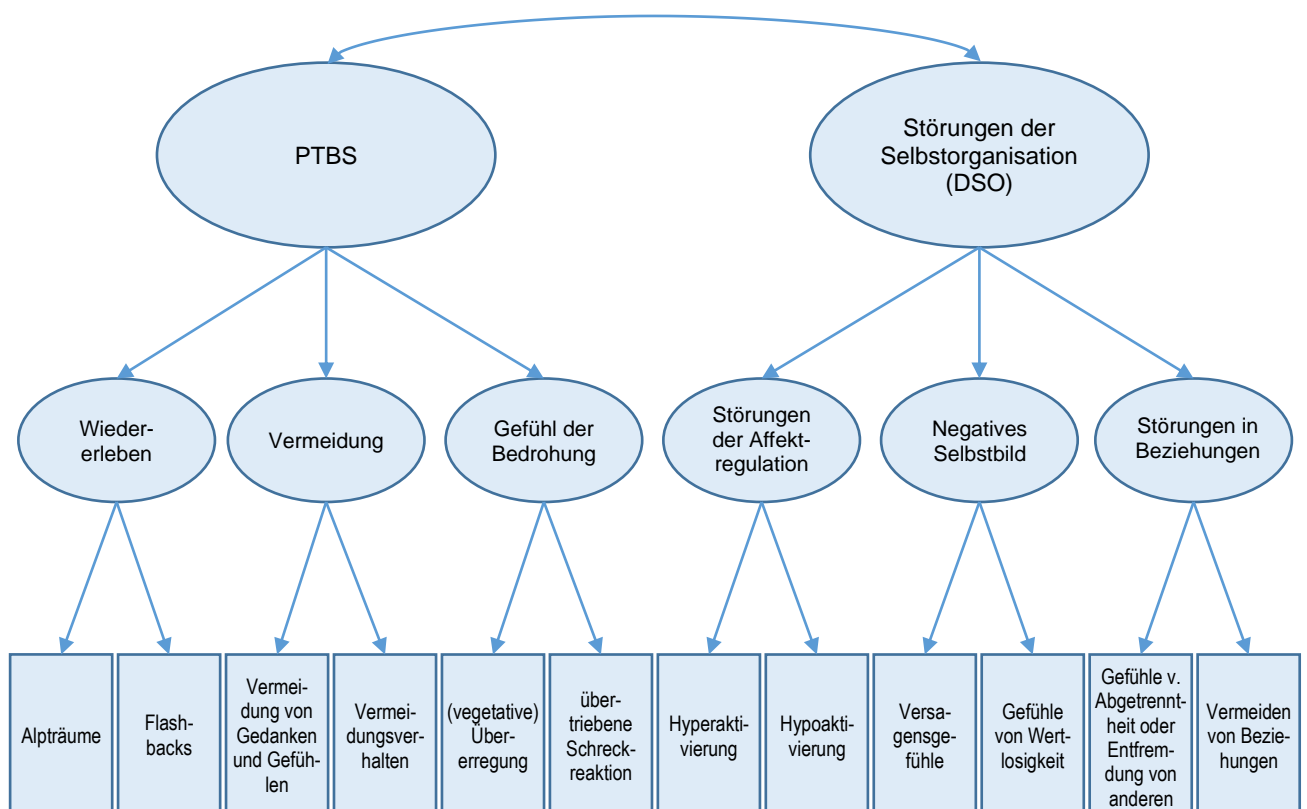 PTBS
Störungen der
Selbstorganisation
(DSO)
Wieder-
erleben
Vermeidung
Gefühl der
Bedrohung
Störungen
der Affekt-
regulation
Negatives
Selbstbild
Störungen in
Beziehungen
Alpträume
Flash-
backs
Vermei-
dung von
Gedanken
und Gefüh-
len
Vermei-
dungsver-
halten
(vegetative)
Über-
erregung
über-
triebene
Schreck-
reaktion
Hyperakti-
vierung
Hypoakti-
vierung
Versa-
gensge-
fühle
Gefühle
von Wert-
losigkeit
Gefühle v.
Abgetrennt-
heit oder
Entfrem-
dung von
anderen
Vermeiden
von Bezie-
hungen